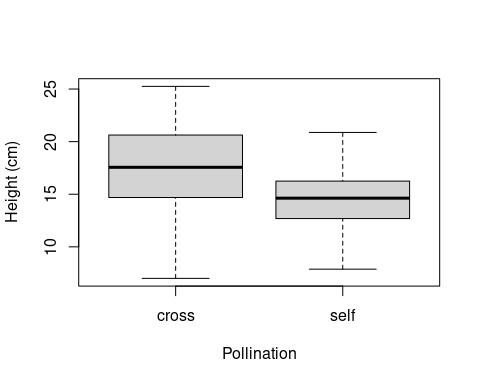 Height (cm)
25
20
15
10
cross self
Pollination